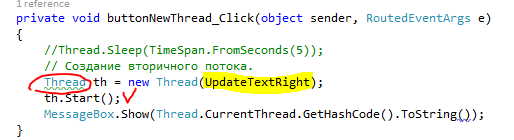 1 reference
private void buttonNewThread_Click(object sender, RoutedEventArgs e)
{
//Thread.Sleep(TimeSpan.FromSeconds(5));
// Создание вторичного потока.
Thread th = new Thread(UpdateTextRight);
th.Start();
MessageBox.Show(Thread.CurrentThread.GetHashCode().ToString());
}